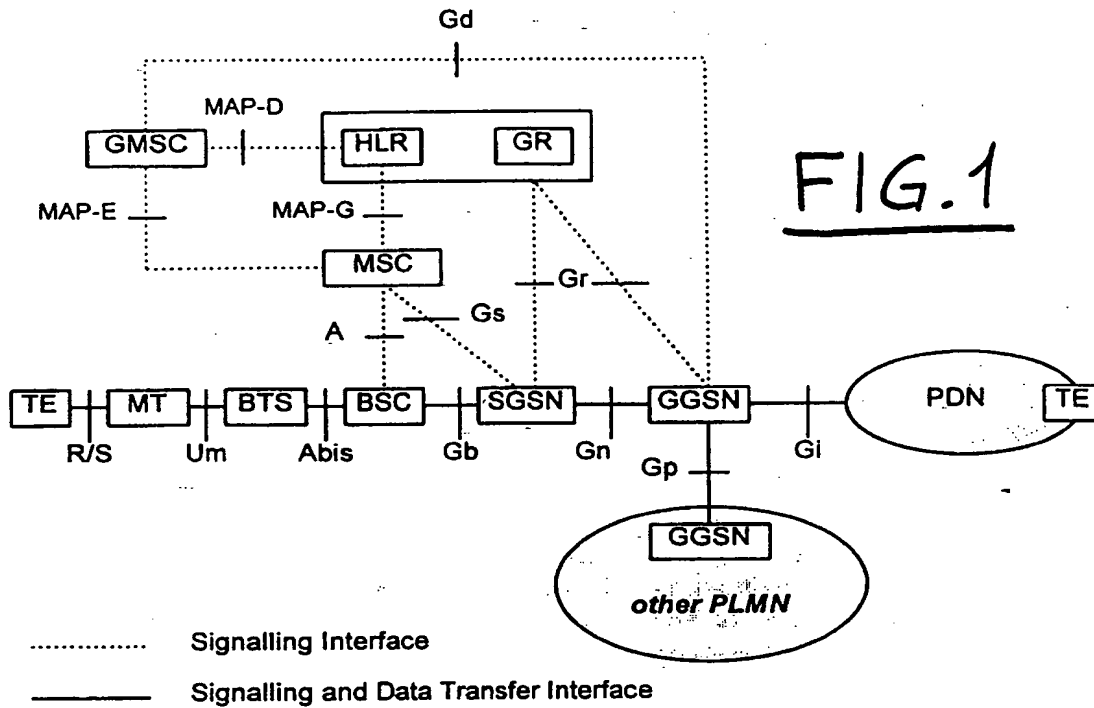 Gd
MAP-D
GMSC
HLR
GR
FIG.1
MAP-E
MAP-G
MSC
Gr
Gs
A
TE
MT
BTS
BSC
SGSN
GGSN
PDN
TE
R/S
Um
Abis
Gb
Gn
Gi
Gp
GGSN
other PLMN
Signalling Interface
Signalling and Data Transfer Interface